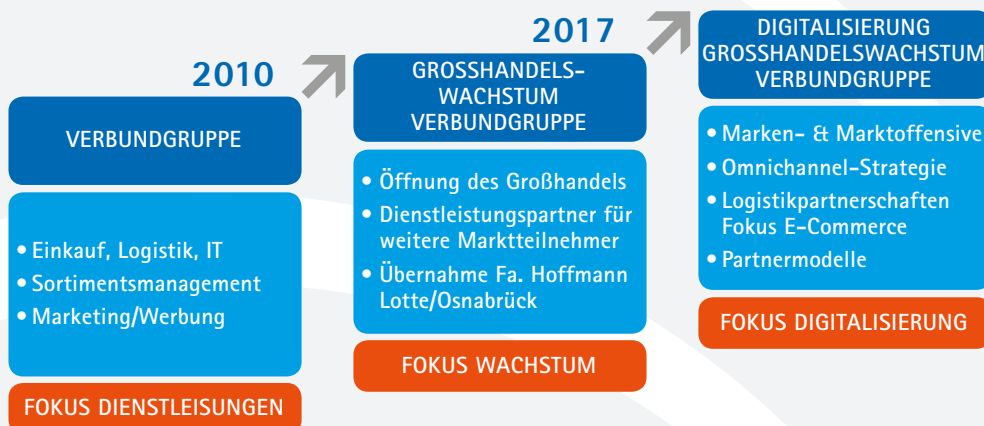 2010
VERBUNDGRUPPE
• Einkauf, Logistik, IT
• Sortimentsmanagement
• Marketing/Werbung
FOKUS DIENSTLEISUNGEN
2017
GROSSHANDELS-
WACHSTUM
VERBUNDGRUPPE
• Öffnung des Großhandels
• Dienstleistungspartner für
weitere Marktteilnehmer
• Übernahme Fa. Hoffmann
Lotte/Osnabrück
FOKUS WACHSTUM
DIGITALISIERUNG
GROSSHANDELSWACHSTUM
VERBUNDGRUPPE
• Marken- & Marktoffensive
• Omnichannel-Strategie
• Logistikpartnerschaften
Fokus E-Commerce
• Partnermodelle
FOKUS DIGITALISIERUNG